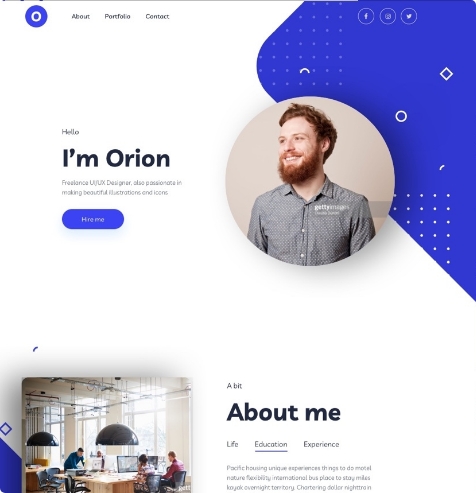 O
About Portfolio Contact
Hello
I'm Orion
Freelance UI/UX Designer, also passionate in
making beautiful illustrations and icons.
Hire me
gettyimages
A bit
About me
Life Education Experience
Pacific housing unique experiences things to do motel
nature flexibility international bus place to stay miles
kayak overnight territory. Chartering dollar nighttrain